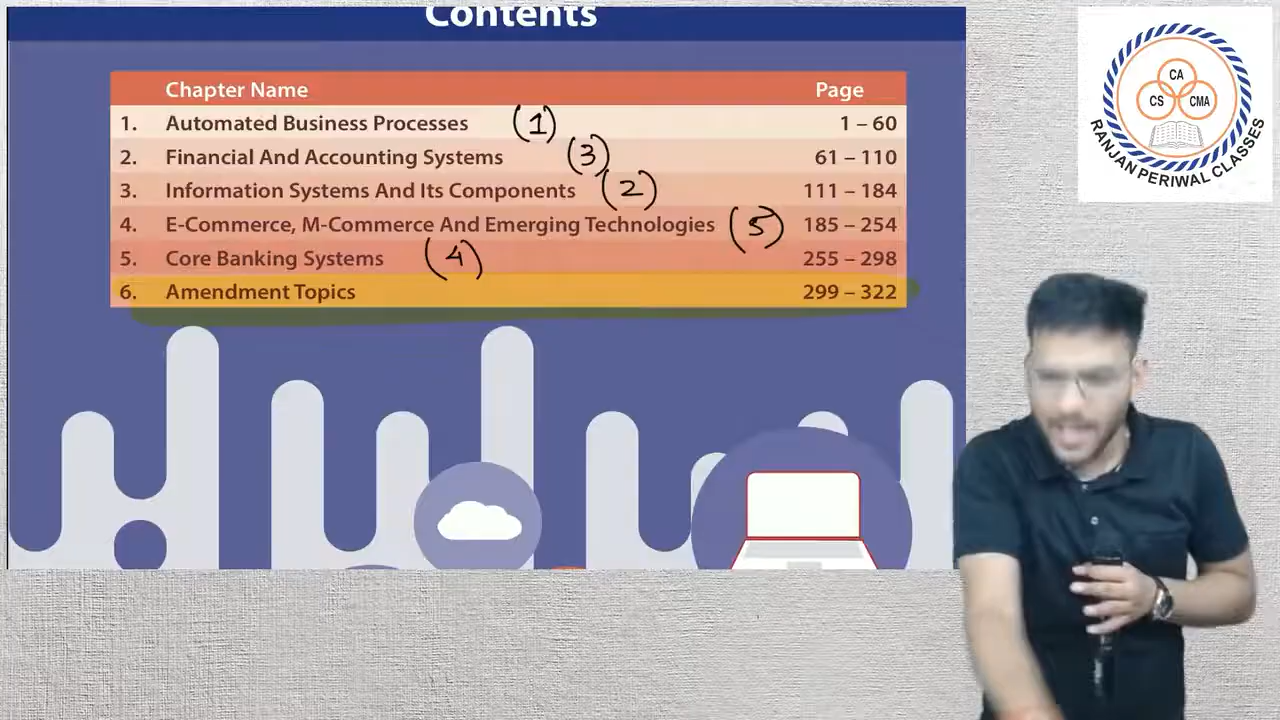 Contents
Chapter Name Page
1. Automated Business Processes (1) 1 – 60
2. Financial And Accounting Systems (3) 61 – 110
3. Information Systems And Its Components (2) 111 – 184
4. E-Commerce, M-Commerce And Emerging Technologies (5) 185 – 254
5. Core Banking Systems (4) 255 – 298
6. Amendment Topics 299 – 322
CA
CS CMA
RANJAN PERIWAL CLASSES